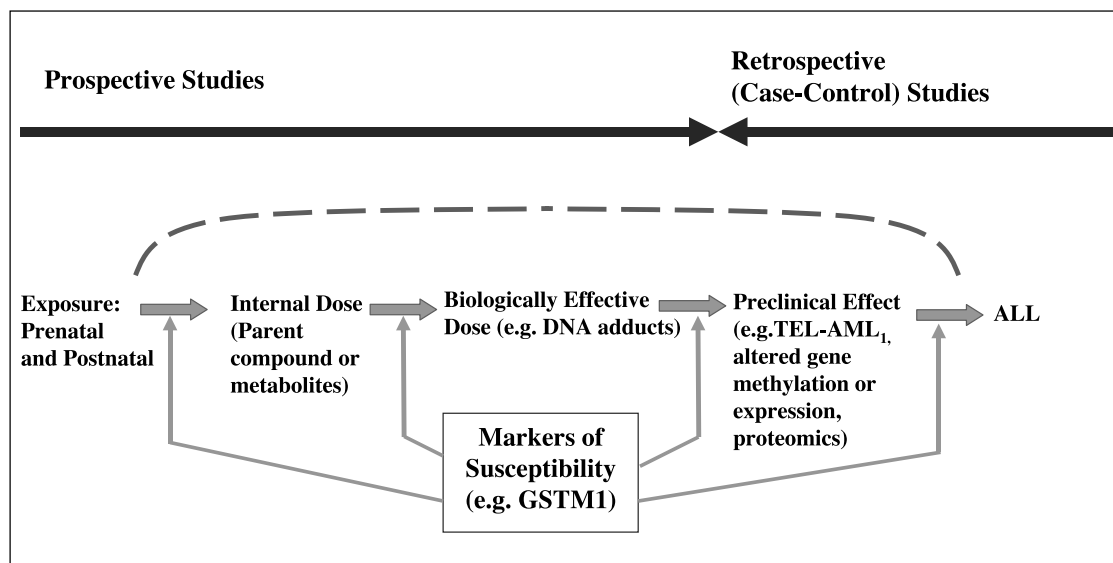 Prospective Studies
Retrospective
(Case-Control) Studies
Exposure:
Prenatal
and Postnatal
Internal Dose
(Parent
compound or
metabolites)
Biologically Effective
Dose (e.g. DNA adducts)
Preclinical Effect
(e.g.TEL-AML1,
altered gene
methylation or
expression,
proteomics)
ALL
Markers of
Susceptibility
(e.g. GSTM1)